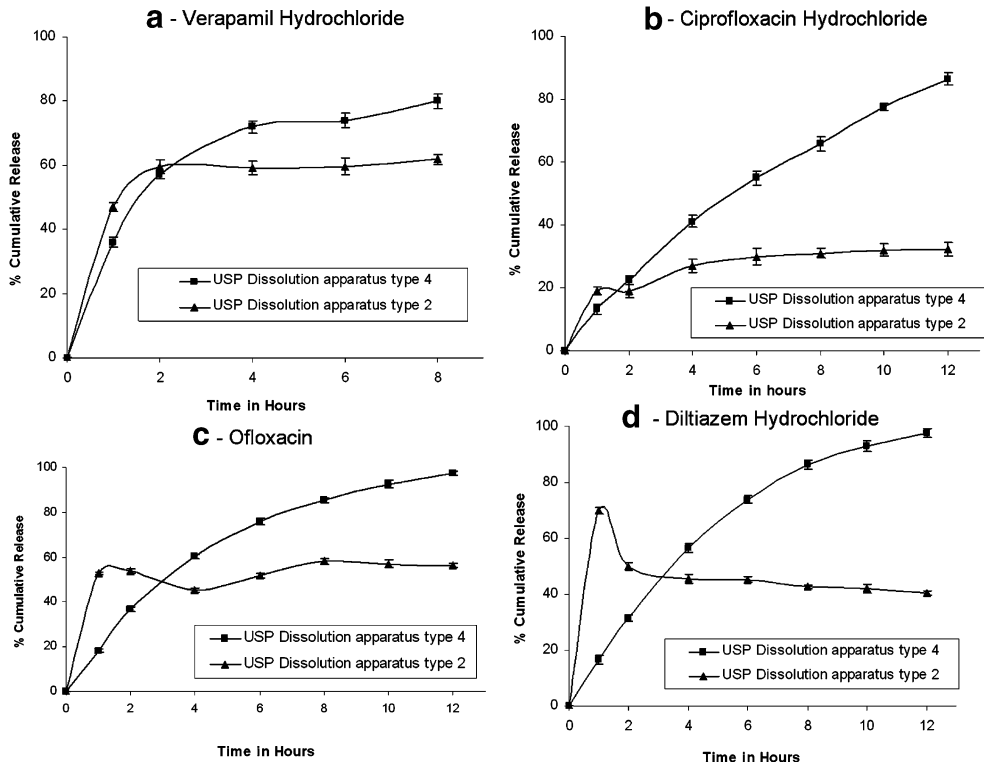 a - Verapamil Hydrochloride
100
80
60
40
20
0
% Cumulative Release
USP Dissolution apparatus type 4
USP Dissolution apparatus type 2
0 2 4 6 8
Time in Hours
b - Ciprofloxacin Hydrochloride
100
80
60
40
20
0
% Cumulative Release
USP Dissolution apparatus type 4
USP Dissolution apparatus type 2
0 2 4 6 8 10 12
Time in hours
c - Ofloxacin
100
80
60
40
20
0
% Cumulative Release
USP Dissolution apparatus type 4
USP Dissolution apparatus type 2
0 2 4 6 8 10 12
Time in Hours
d - Diltiazem Hydrochloride
100
80
60
40
20
0
% Cumulative Release
USP Dissolution apparatus type 4
USP Dissolution apparatus type 2
0 2 4 6 8 10 12
Time in Hours